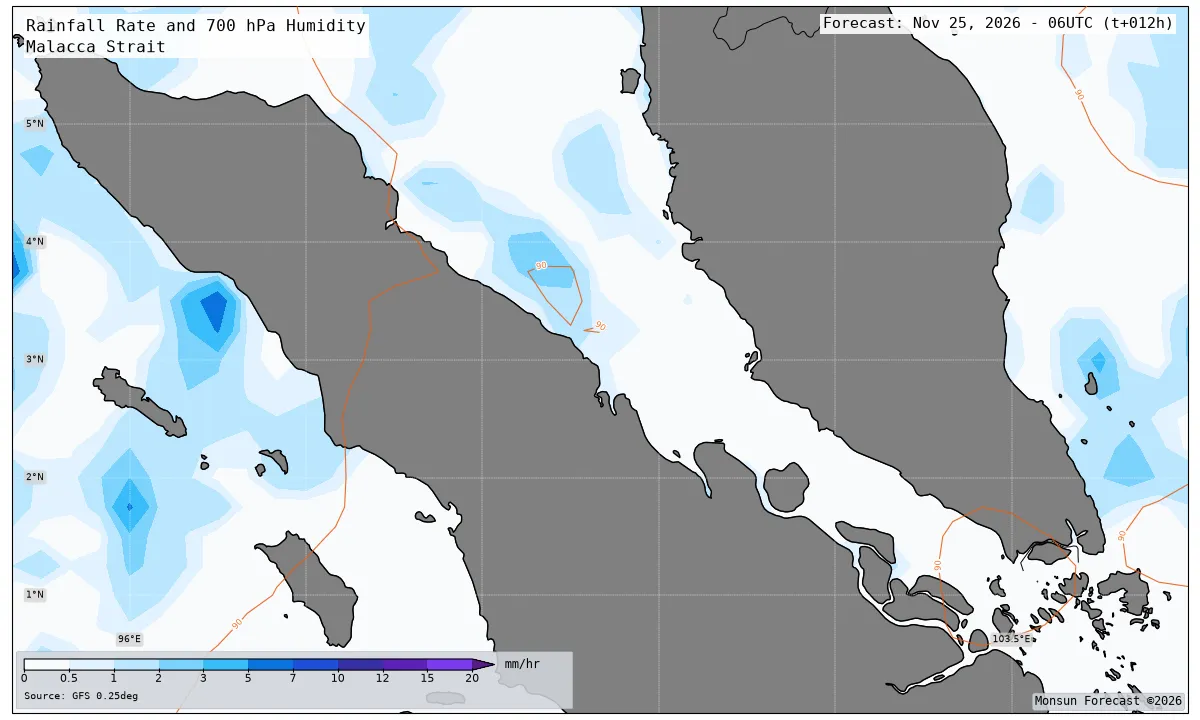 Rainfall Rate and 700 hPa Humidity
Malacca Strait
Forecast: Nov 25, 2026 - 06UTC (t+012h)
90
5°N
4°N
90
90
3°N
2°N
90
90
1°N
90
96°E
103.5°E
mm/hr
0 0.5 1 2 3 5 7 10 12 15 20
Source: GFS 0.25deg
Monsun Forecast ©2026